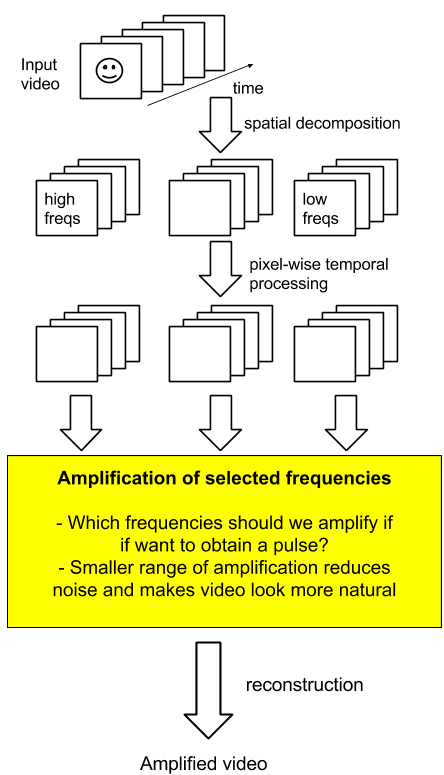 Input
video
time
spatial decomposition
high
freqs
low
freqs
pixel-wise temporal
processing
Amplification of selected frequencies
- Which frequencies should we amplify if
if want to obtain a pulse?
- Smaller range of amplification reduces
noise and makes video look more natural
reconstruction
Amplified video